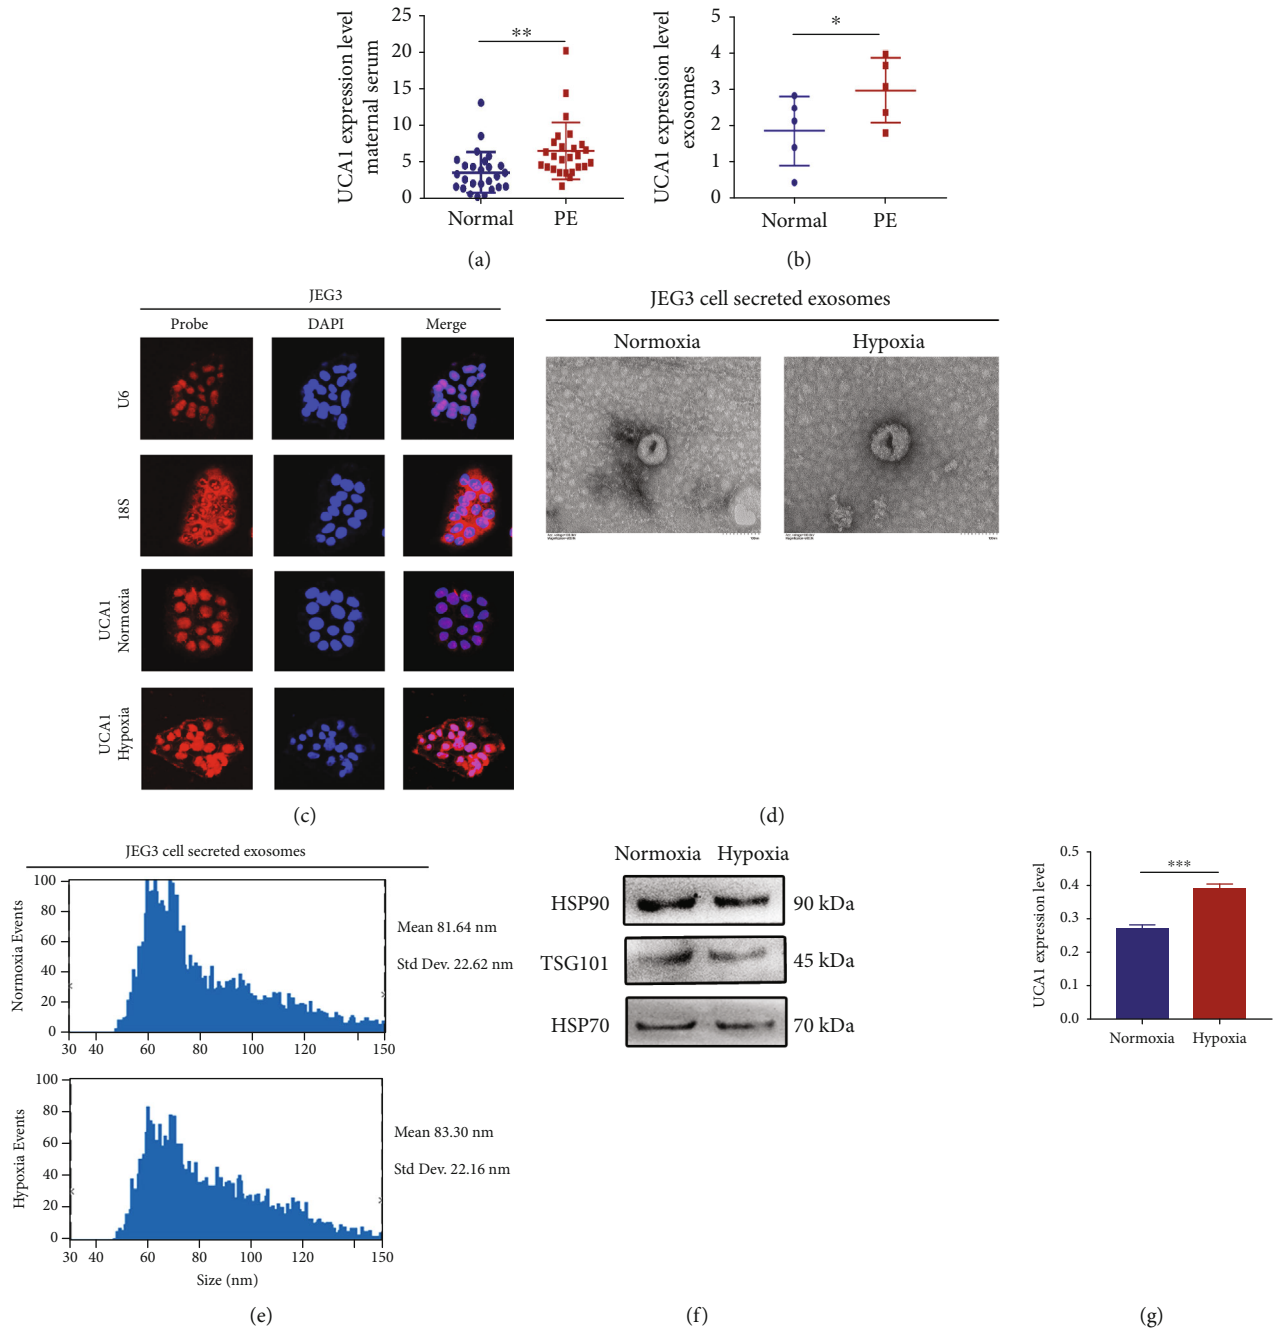 UCA1 expression level
maternal serum
25
20
15
10
5
0
**
Normal
PE
(a)
UCA1 expression level
exosomes
5
4
3
2
1
0
*
Normal
PE
(b)
JEG3
Probe
DAPI
Merge
U6
18S
UCA1
Normoxia
UCA1
Hypoxia
(c)
JEG3 cell secreted exosomes
Normoxia
Hypoxia
(d)
JEG3 cell secreted exosomes
Normoxia Events
100
80
60
40
20
0
30 40 60 80 100 120 150
Mean 81.64 nm
Std Dev. 22.62 nm
Hypoxia Events
100
80
60
40
20
0
30 40 60 80 100 120 150
Size (nm)
Mean 83.30 nm
Std Dev. 22.16 nm
(e)
Normoxia Hypoxia
HSP90 90 kDa
TSG101 45 kDa
HSP70 70 kDa
(f)
UCA1 expression level
0.5
0.4
0.3
0.2
0.1
0.0
***
Normoxia Hypoxia
(g)